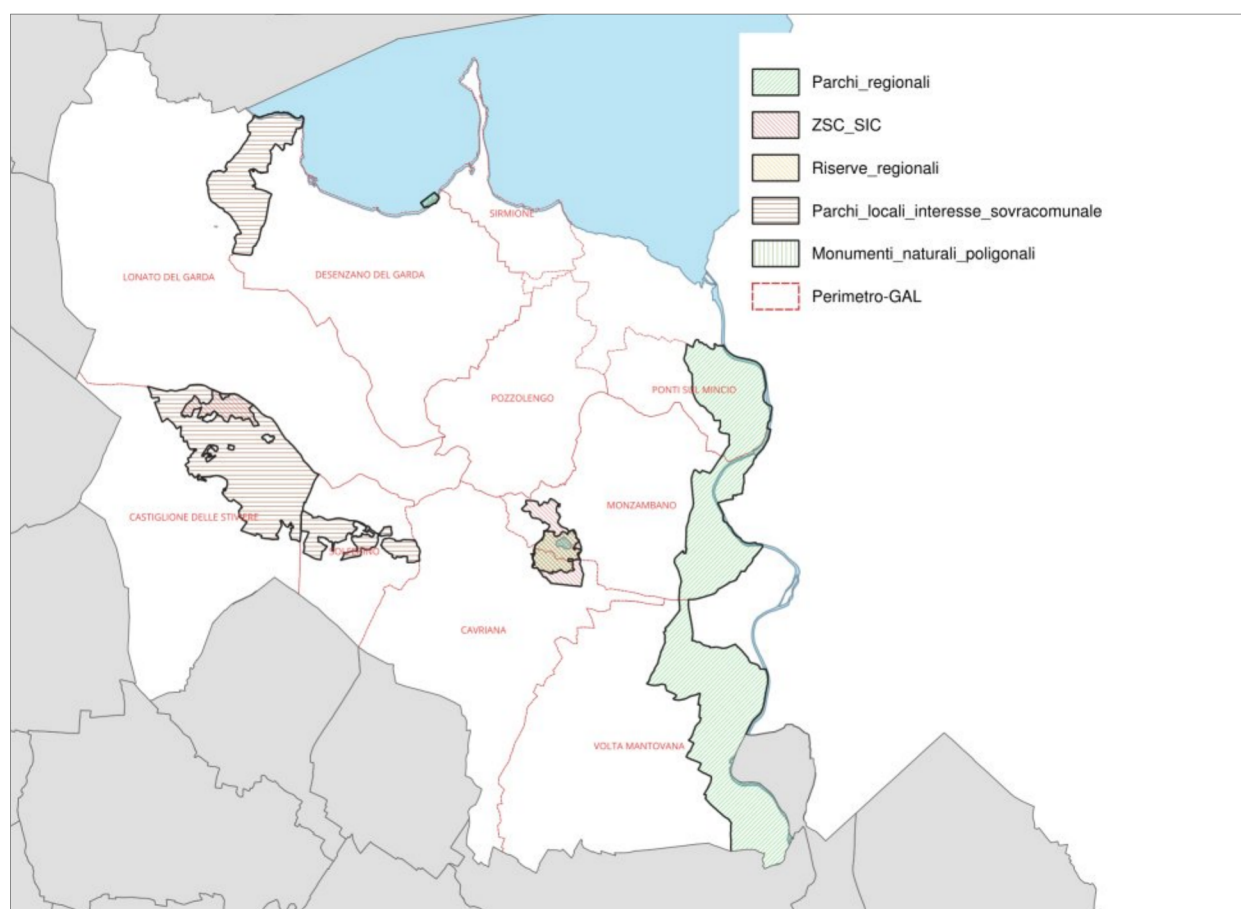 Parchi_regionali
ZSC_SIC
Riserve_regionali
Parchi_locali_interesse_sovracomunale
Monumenti_naturali_poligonali
Perimetro-GAL
SIRMIONE
LONATO DEL GARDA
DESENZANO DEL GARDA
POZZOLENGO
PONTI SUL MINCIO
CASTIGLIONE DELLE STIVIERE
MONZAMBANO
SOLFERINO
CAVRIANA
VOLTA MANTOVANA